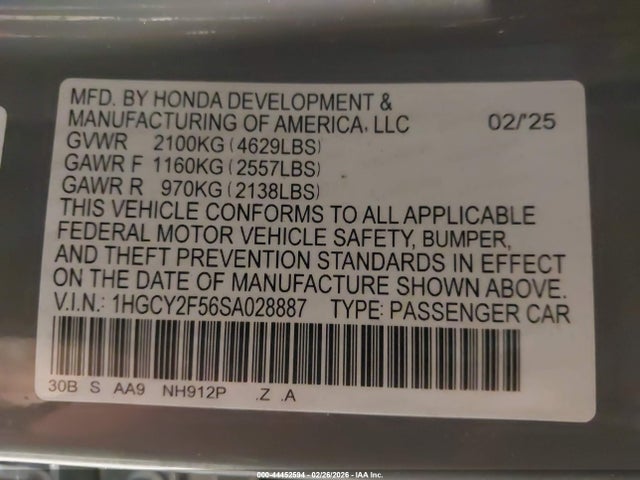 MFD. BY HONDA DEVELOPMENT &
MANUFACTURING OF AMERICA, LLC 02/'25
GVWR 2100KG (4629LBS)
GAWR F 1160KG (2557LBS)
GAWR R 970KG (2138LBS)
THIS VEHICLE CONFORMS TO ALL APPLICABLE
FEDERAL MOTOR VEHICLE SAFETY, BUMPER,
AND THEFT PREVENTION STANDARDS IN EFFECT
ON THE DATE OF MANUFACTURE SHOWN ABOVE.
V.I.N.: 1HGCY2F56SA028887 TYPE: PASSENGER CAR
30B S AA9 NH912P .Z .A
000-44452594 - 02/26/2026 - IAA Inc.